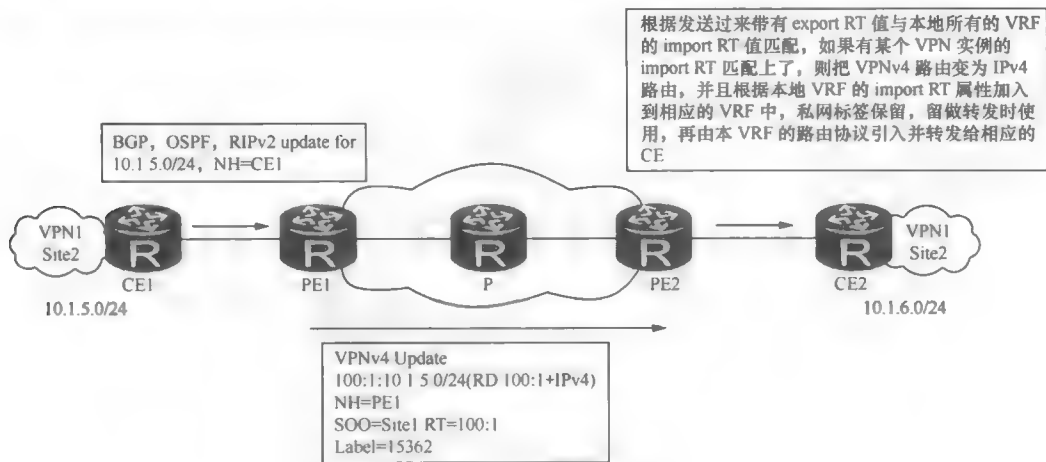 根据发送过来带有 export RT 值与本地所有的 VRF
的 import RT 值匹配，如果有某个 VPN 实例的
import RT 匹配上了，则把 VPNv4 路由变为 IPv4
路由，并且根据本地 VRF 的 import RT 属性加入
到相应的 VRF 中，私网标签保留，留做转发时使
用，再由本 VRF 的路由协议引入并转发给相应的
CE
BGP，OSPF，RIPv2 update for
10.1 5.0/24，NH=CE1
VPN1
Site2
R
CE1
10.1.5.0/24
R
PE1
R
P
R
PE2
R
CE2
VPN1
Site2
10.1.6.0/24
VPNv4 Update
100:1:10 1 5 0/24(RD 100:1+IPv4)
NH=PE1
SOO=Site1 RT=100:1
Label=15362